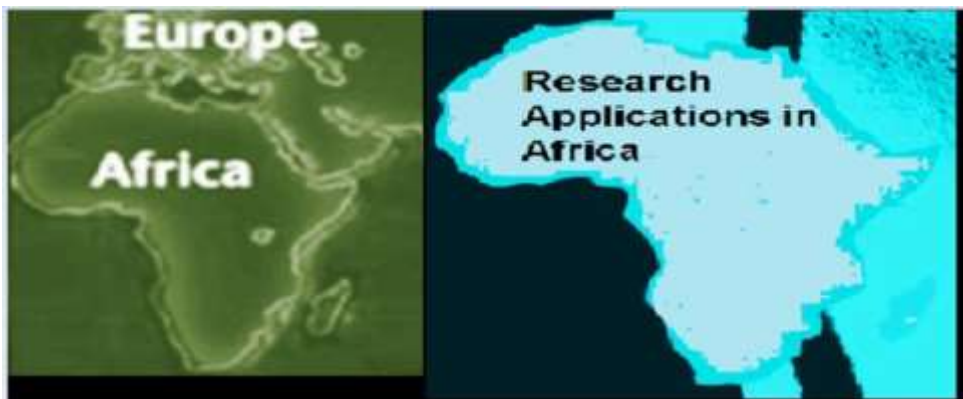 Europe
Africa
Research
Applications in
Africa